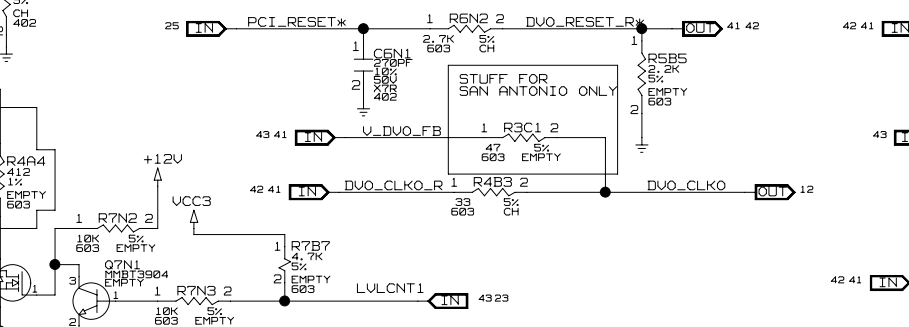 5%
CH
402
25 IN PCI_RESET* 1 R6N2 2 DVO_RESET_R* OUT 41 42
2.7K 5%
603 CH
42 41 IN
1 C6N1
270PF
10%
50V
2 X7R
402
1 R5B5
2.2K
5%
EMPTY
2 603
STUFF FOR
SAN ANTONIO ONLY
43 41 IN V_DVO_FB 1 R3C1 2
47 5%
603 EMPTY
43 IN
R4A4
412
1%
EMPTY
603
+12V
42 41 IN DVO_CLKO_R 1 R4B3 2 DVO_CLKO OUT 12
33 5%
603 CH
VCC3
1 R7N2 2
10K 5%
603 EMPTY
1 R7B7
4.7K
5%
EMPTY
2 603
Q7N1
MMBT3904
EMPTY
3
1
1
2
1 R7N3 2 LVLCNT1 IN 43 23
10K 5%
603 EMPTY
42 41 IN